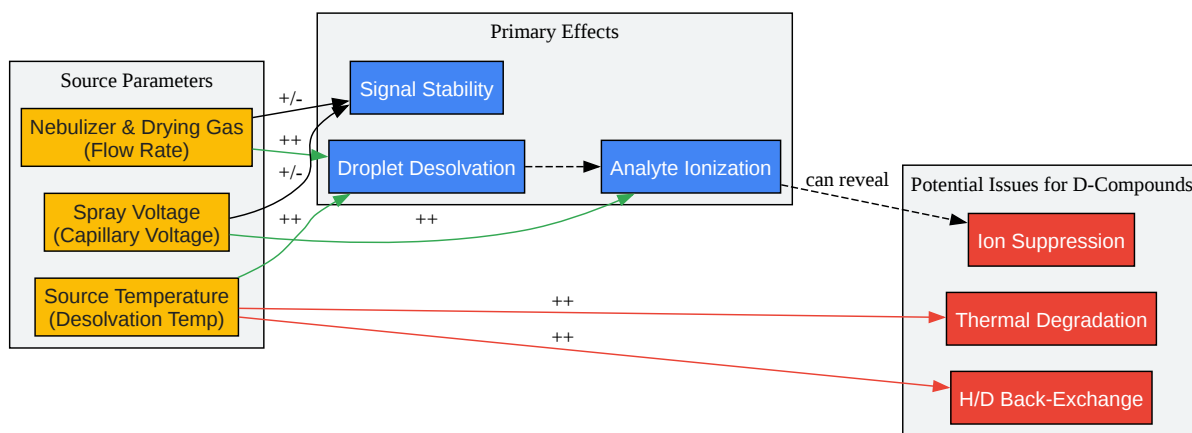 Source Parameters
Nebulizer & Drying Gas
(Flow Rate)
Spray Voltage
(Capillary Voltage)
Source Temperature
(Desolvation Temp)
+/-
++
+/-
++
++
Primary Effects
Signal Stability
Droplet Desolvation
Analyte Ionization
can reveal
++
++
Potential Issues for D-Compounds
Ion Suppression
Thermal Degradation
H/D Back-Exchange